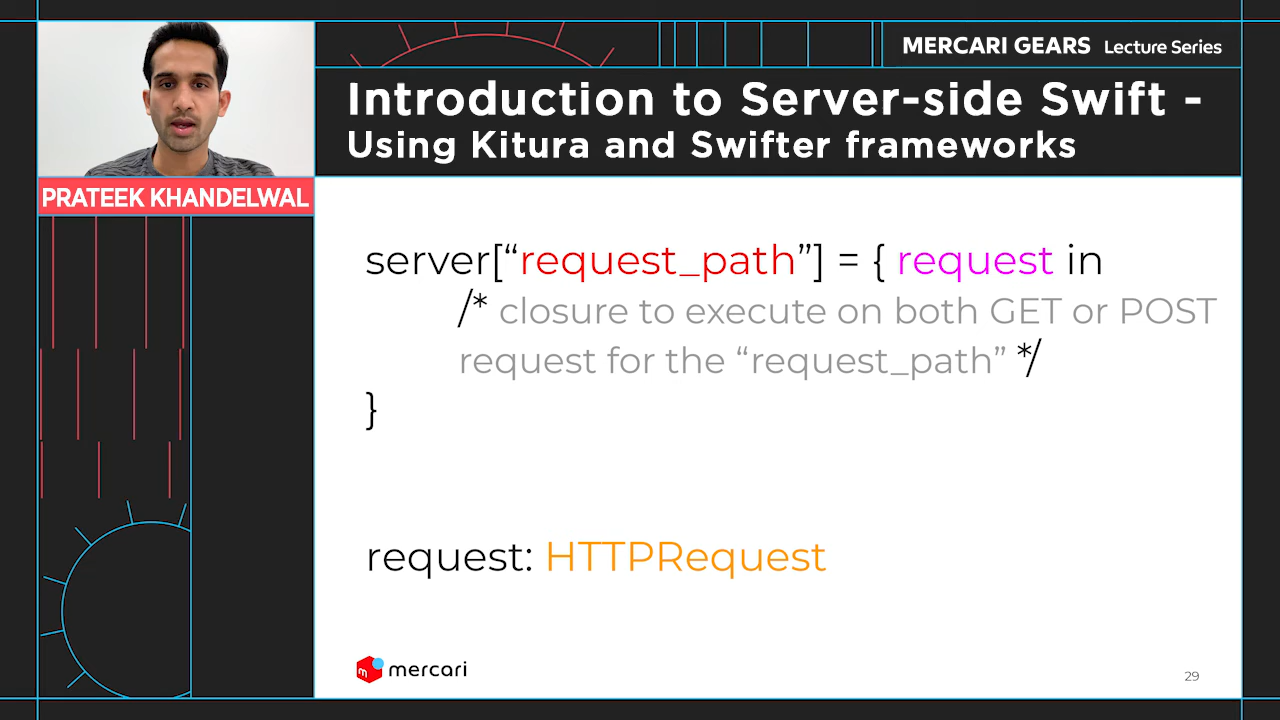 MERCARI GEARS Lecture Series
Introduction to Server-side Swift -
Using Kitura and Swifter frameworks
PRATEEK KHANDELWAL
server[“request_path”] = { request in
/* closure to execute on both GET or POST
request for the “request_path” */
}
request: HTTPRequest
m mercari
29